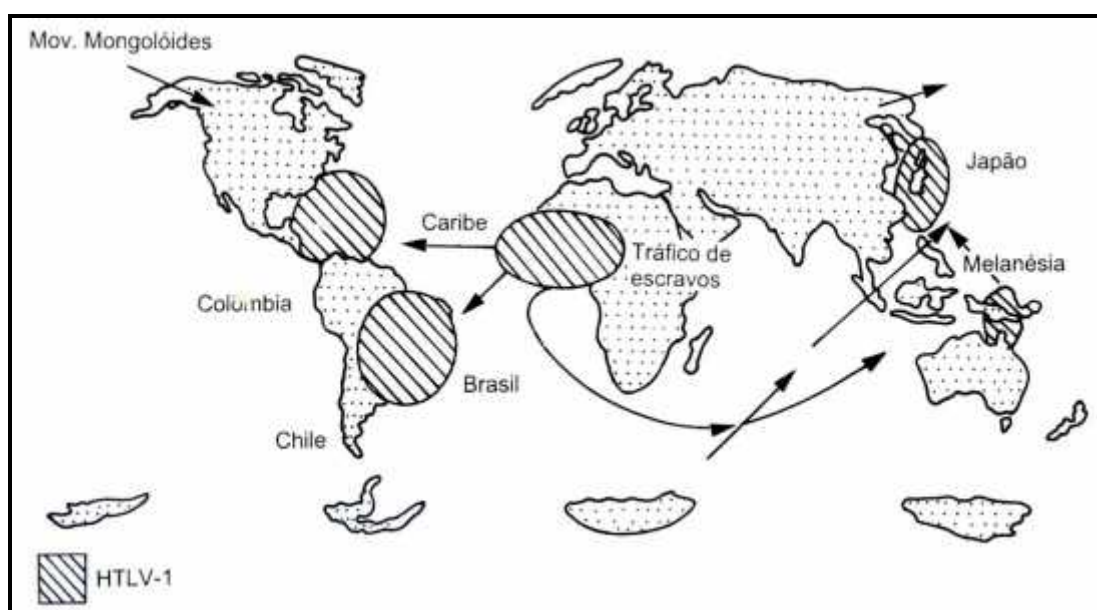 Mov. Mongolóides
Japão
Caribe
Tráfico de
escravos
Melanésia
Colombia
Brasil
Chile
HTLV-1